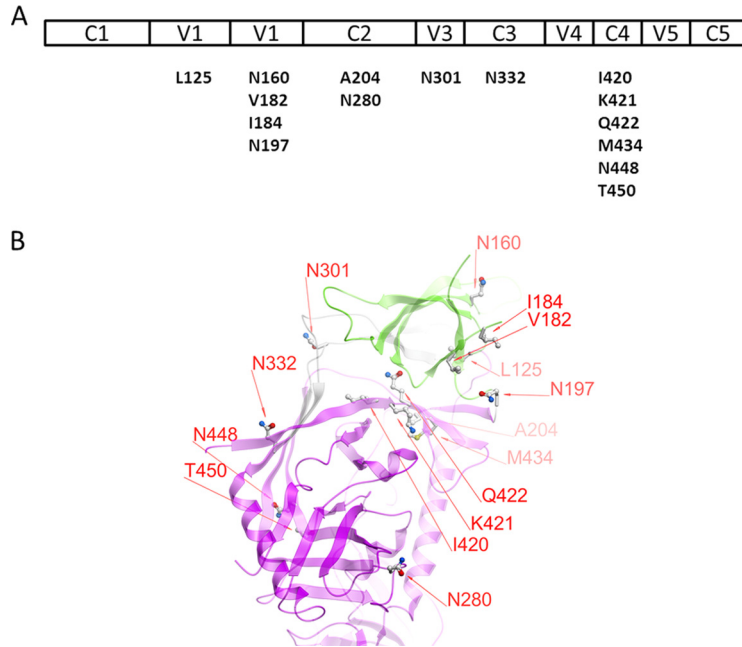 A
C1 V1 V1 C2 V3 C3 V4 C4 V5 C5
L125 N160 A204 N301 N332 I420
V182 N280 K421
I184 Q422
N197 M434
N448
T450
B
N160
N301
I184
V182
N332
L125
N197
A204
N448
M434
T450
Q422
K421
I420
N280